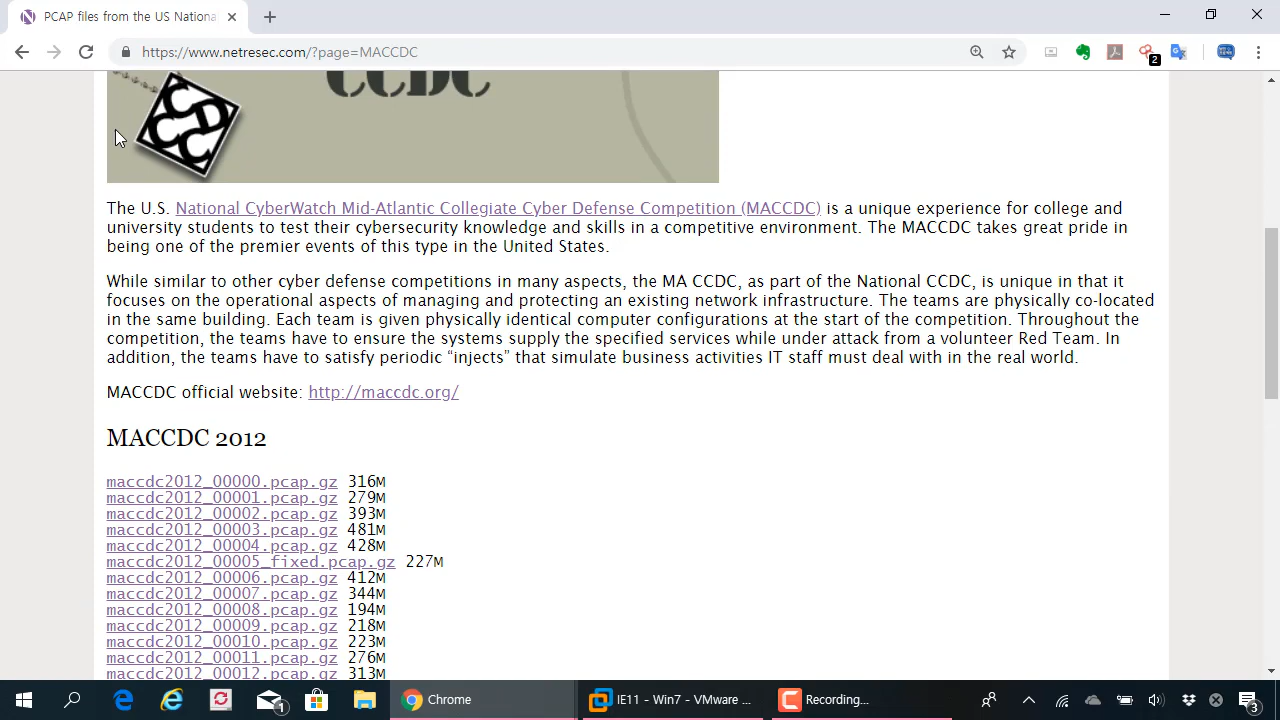 PCAP files from the US Nationa
https://www.netresec.com/?page=MACCDC
2
CCDC
CCDC
The U.S. National CyberWatch Mid-Atlantic Collegiate Cyber Defense Competition (MACCDC) is a unique experience for college and
university students to test their cybersecurity knowledge and skills in a competitive environment. The MACCDC takes great pride in
being one of the premier events of this type in the United States.
While similar to other cyber defense competitions in many aspects, the MA CCDC, as part of the National CCDC, is unique in that it
focuses on the operational aspects of managing and protecting an existing network infrastructure. The teams are physically co-located
in the same building. Each team is given physically identical computer configurations at the start of the competition. Throughout the
competition, the teams have to ensure the systems supply the specified services while under attack from a volunteer Red Team. In
addition, the teams have to satisfy periodic “injects” that simulate business activities IT staff must deal with in the real world.
MACCDC official website: http://maccdc.org/
MACCDC 2012
maccdc2012_00000.pcap.gz 316M
maccdc2012_00001.pcap.gz 279M
maccdc2012_00002.pcap.gz 393M
maccdc2012_00003.pcap.gz 481M
maccdc2012_00004.pcap.gz 428M
maccdc2012_00005_fixed.pcap.gz 227M
maccdc2012_00006.pcap.gz 412M
maccdc2012_00007.pcap.gz 344M
maccdc2012_00008.pcap.gz 194M
maccdc2012_00009.pcap.gz 218M
maccdc2012_00010.pcap.gz 223M
maccdc2012_00011.pcap.gz 276M
maccdc2012_00012.pcap.gz 313M
1
Chrome
IE11 - Win7 - VMware ...
Recording...
3